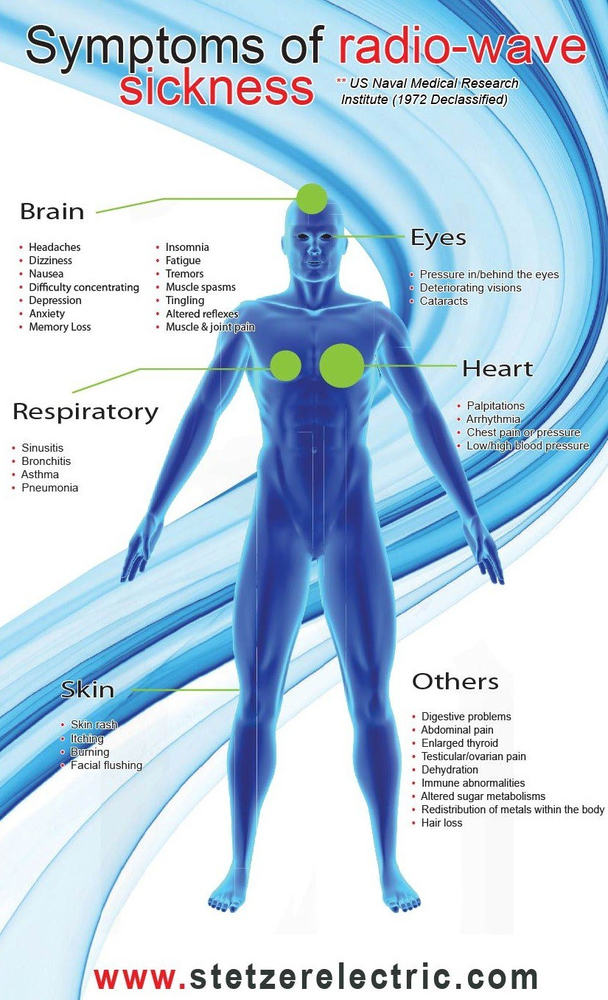 Symptoms of radio-wave
sickness
** US Naval Medical Research
Institute (1972 Declassified)
Brain
• Headaches
• Dizziness
• Nausea
• Difficulty concentrating
• Depression
• Anxiety
• Memory Loss
• Insomnia
• Fatigue
• Tremors
• Muscle spasms
• Tingling
• Altered reflexes
• Muscle & joint pain
Eyes
• Pressure in/behind the eyes
• Deteriorating visions
• Cataracts
Respiratory
• Sinusitis
• Bronchitis
• Asthma
• Pneumonia
Heart
• Palpitations
• Arrhythmia
• Chest pain or pressure
• Low/high blood pressure
Skin
• Skin rash
• Itching
• Burning
• Facial flushing
Others
• Digestive problems
• Abdominal pain
• Enlarged thyroid
• Testicular/ovarian pain
• Dehydration
• Immune abnormalities
• Altered sugar metabolisms
• Redistribution of metals within the body
• Hair loss
www.stetzerelectric.com